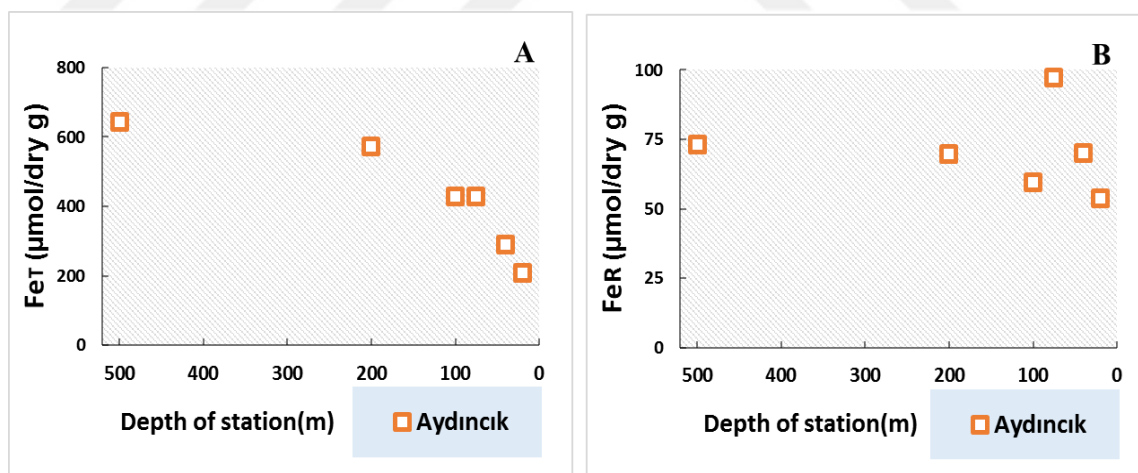 A
FeT (µmol/dry g)
800
600
400
200
0
500 400 300 200 100 0
Depth of station(m)
Aydıncık
B
FeR (µmol/dry g)
100
75
50
25
0
500 400 300 200 100 0
Depth of station(m)
Aydıncık